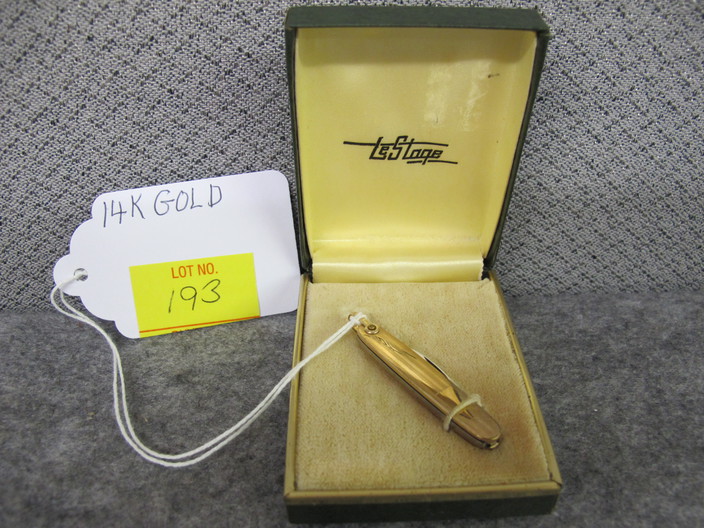 14K GOLD
LOT NO.
193
LeStage